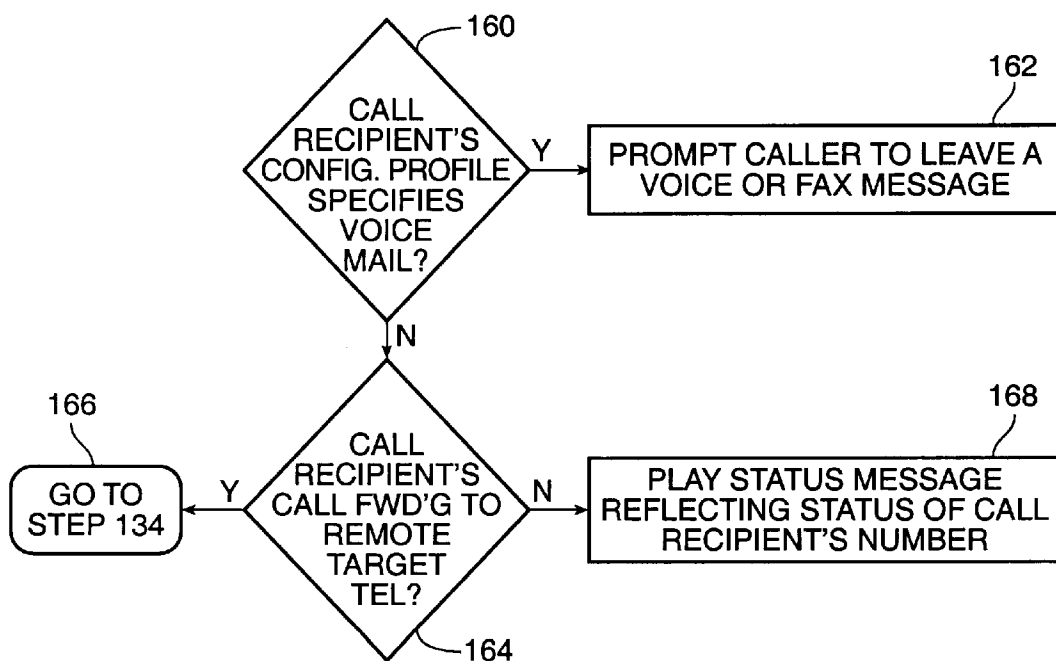 160
CALL
RECIPIENT'S
CONFIG. PROFILE
SPECIFIES
VOICE
MAIL?
Y
162
PROMPT CALLER TO LEAVE A
VOICE OR FAX MESSAGE
N
166
GO TO
STEP 134
Y
CALL
RECIPIENT'S
CALL FWD'G TO
REMOTE
TARGET
TEL?
164
N
168
PLAY STATUS MESSAGE
REFLECTING STATUS OF CALL
RECIPIENT'S NUMBER